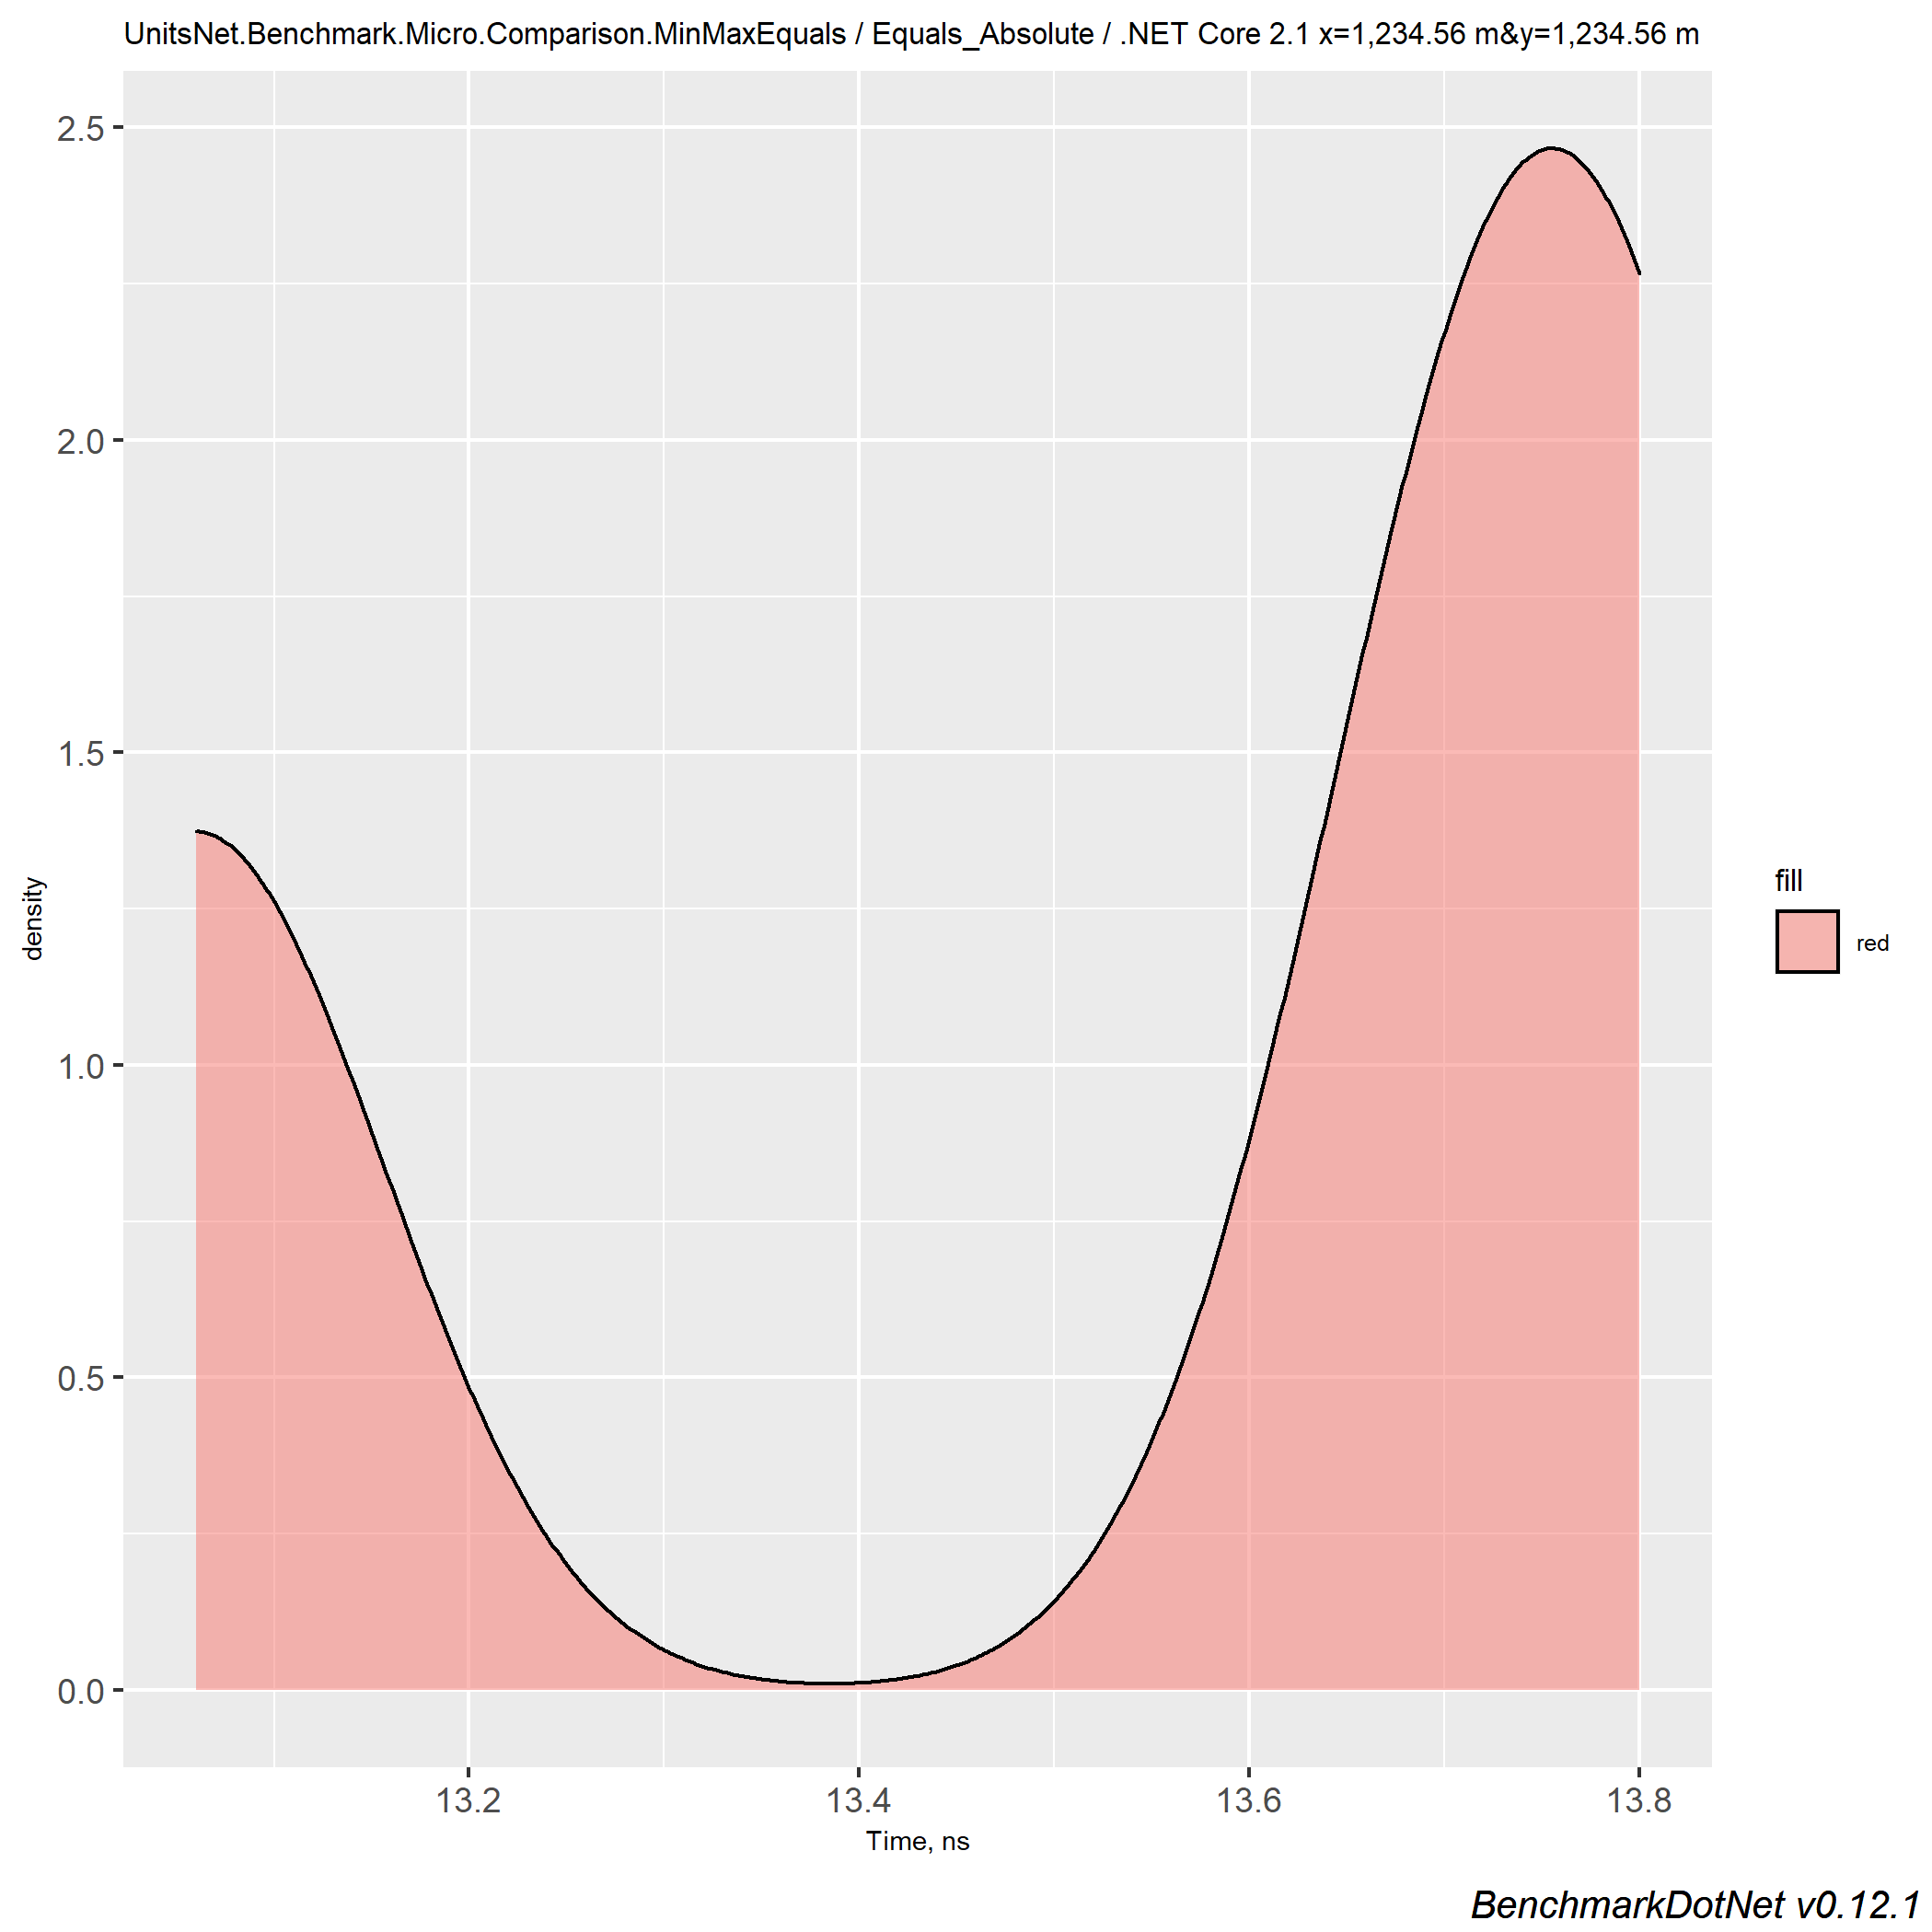 UnitsNet.Benchmark.Micro.Comparison.MinMaxEquals / Equals_Absolute / .NET Core 2.1 x=1,234.56 m&y=1,234.56 m
2.5
2.0
1.5
1.0
0.5
0.0
density
13.2
13.4
13.6
13.8
Time, ns
fill
red
BenchmarkDotNet v0.12.1